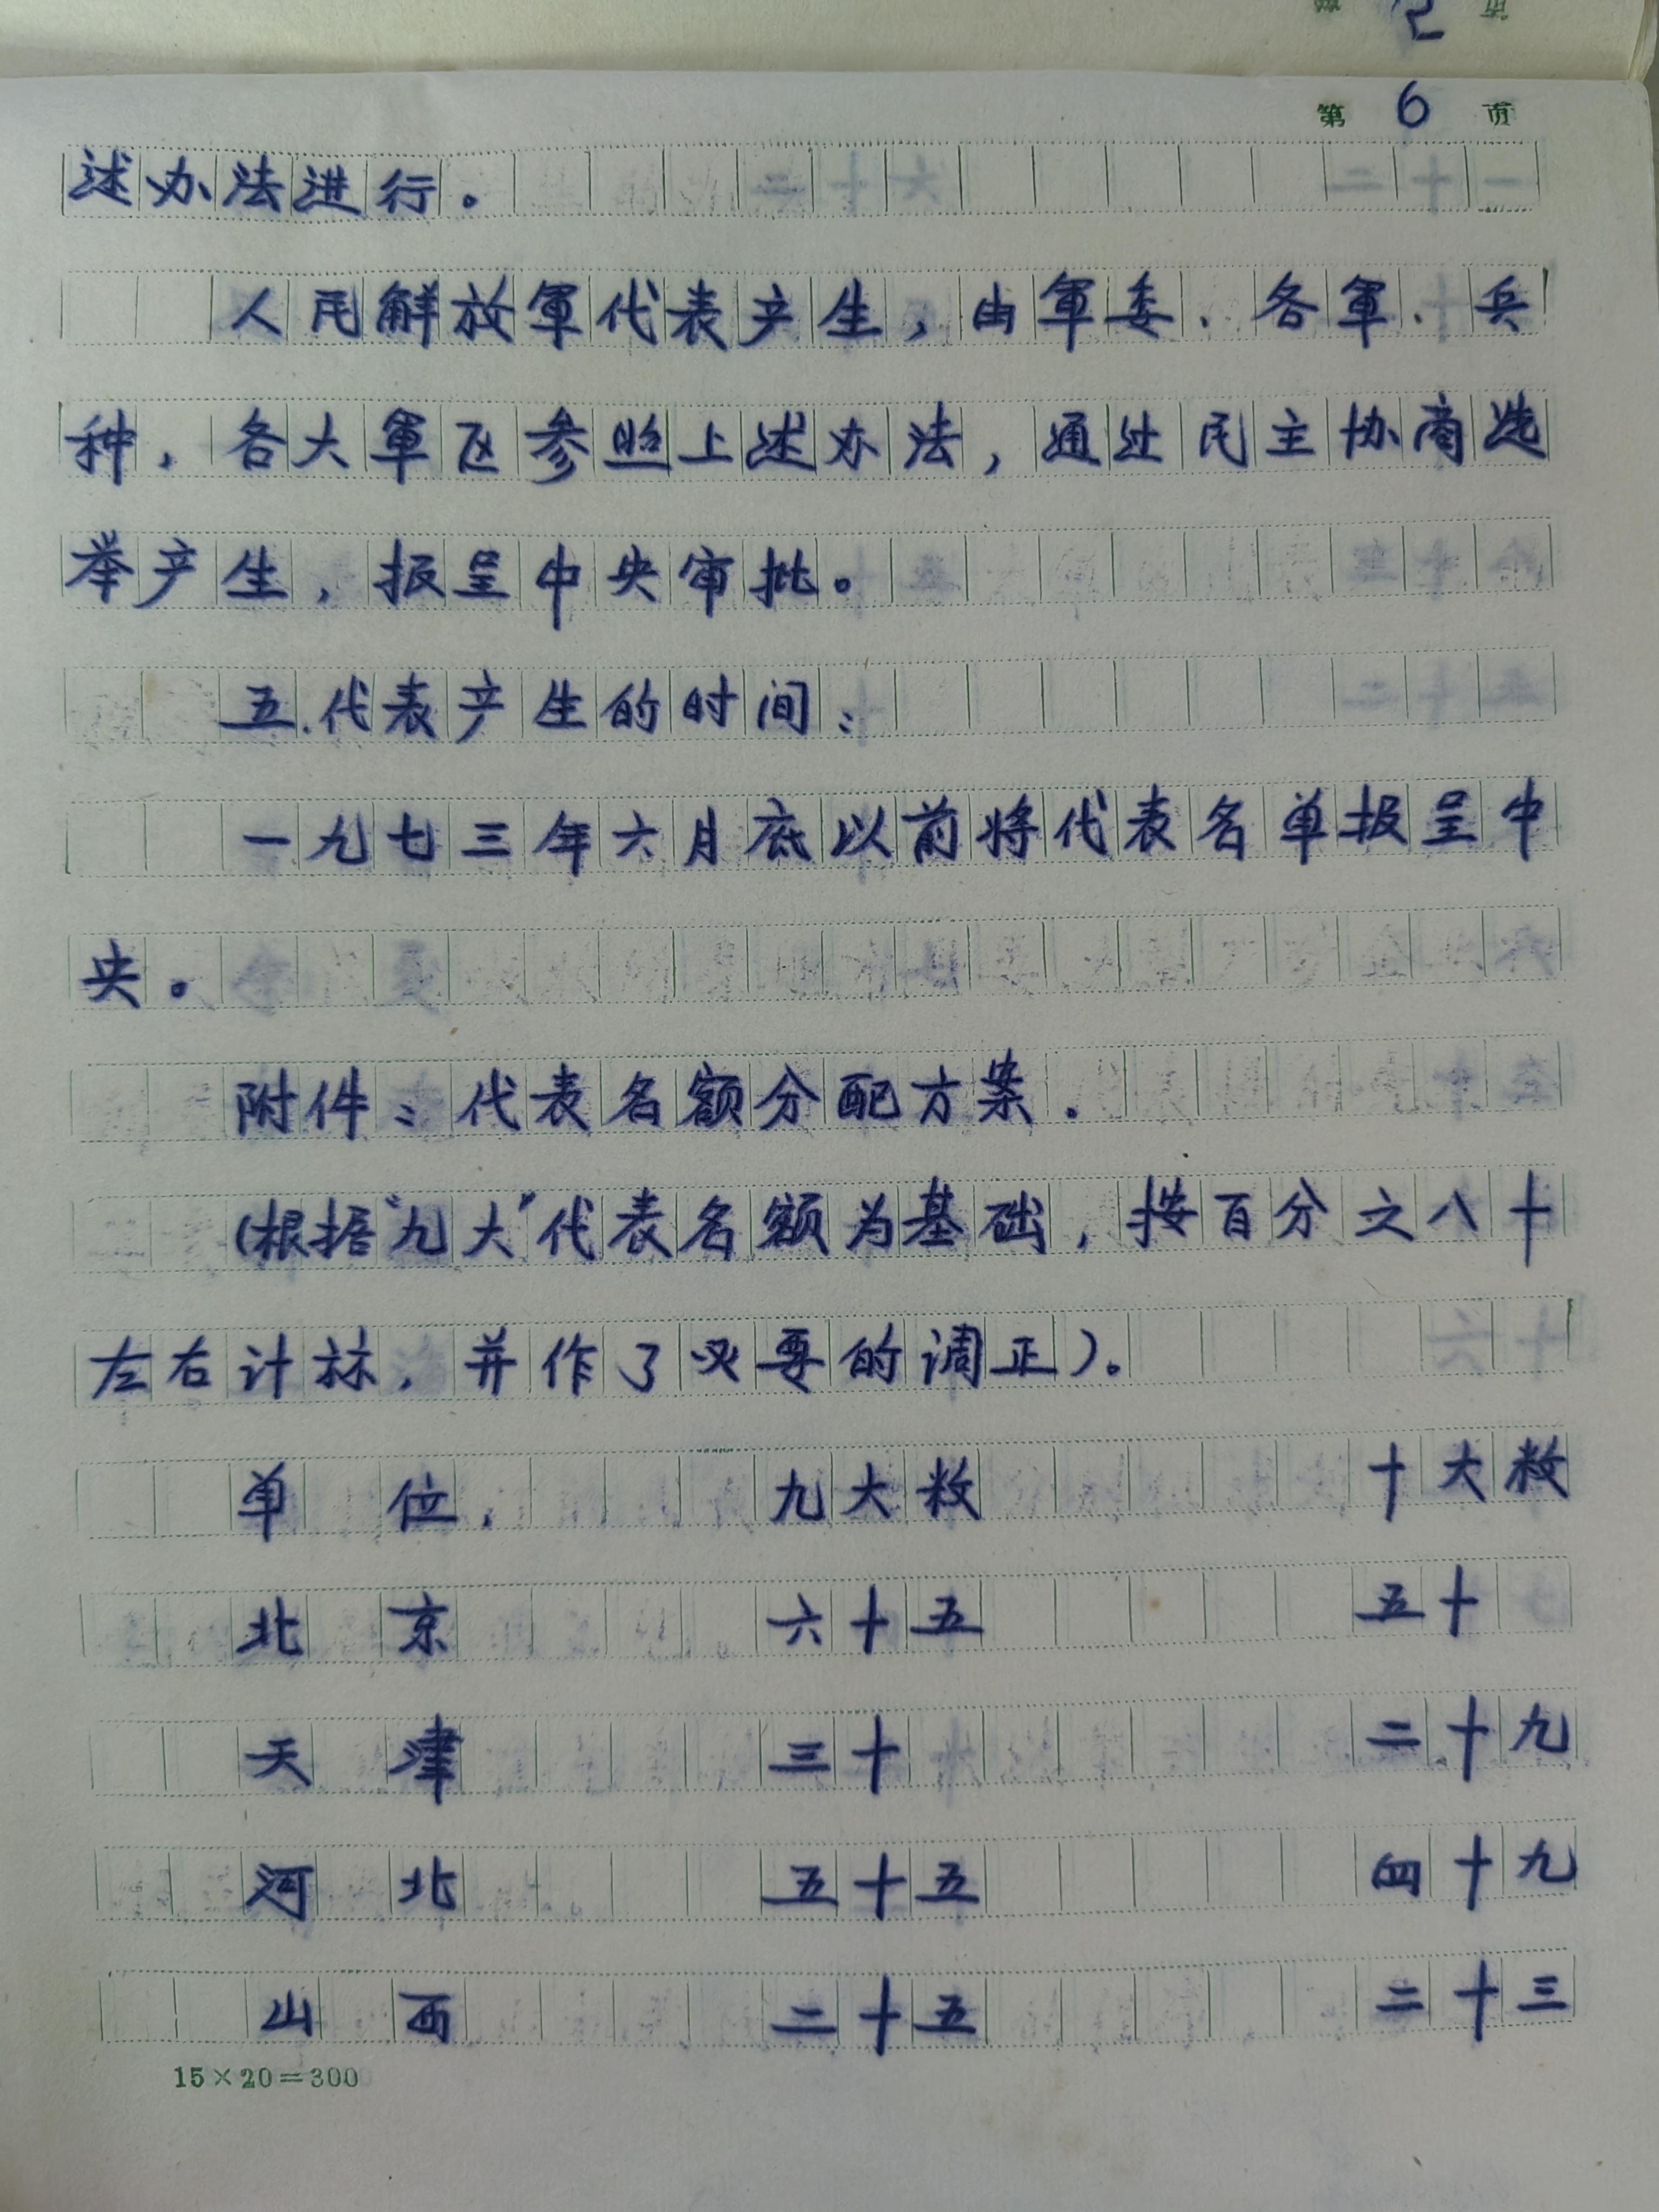 第 2 页
第 6 页
述办法进行。
人民解放軍代表产生，由軍委、各軍、兵
种，各大軍区参照上述办法，通过民主协商选
举产生，报呈中央审批。
五.代表产生的时间：
一九七三年六月底以前将代表名单报呈中
央。
附件：代表名额分配方案.
(根据“九大”代表名额为基础，按百分之八十
左右计标，并作了必要的调正)。
单位， 九大数 十大数
北京 六十五 五十
天津 三十 二十九
河北 五十五 四十九
山西 二十五 二十三
15×20=300